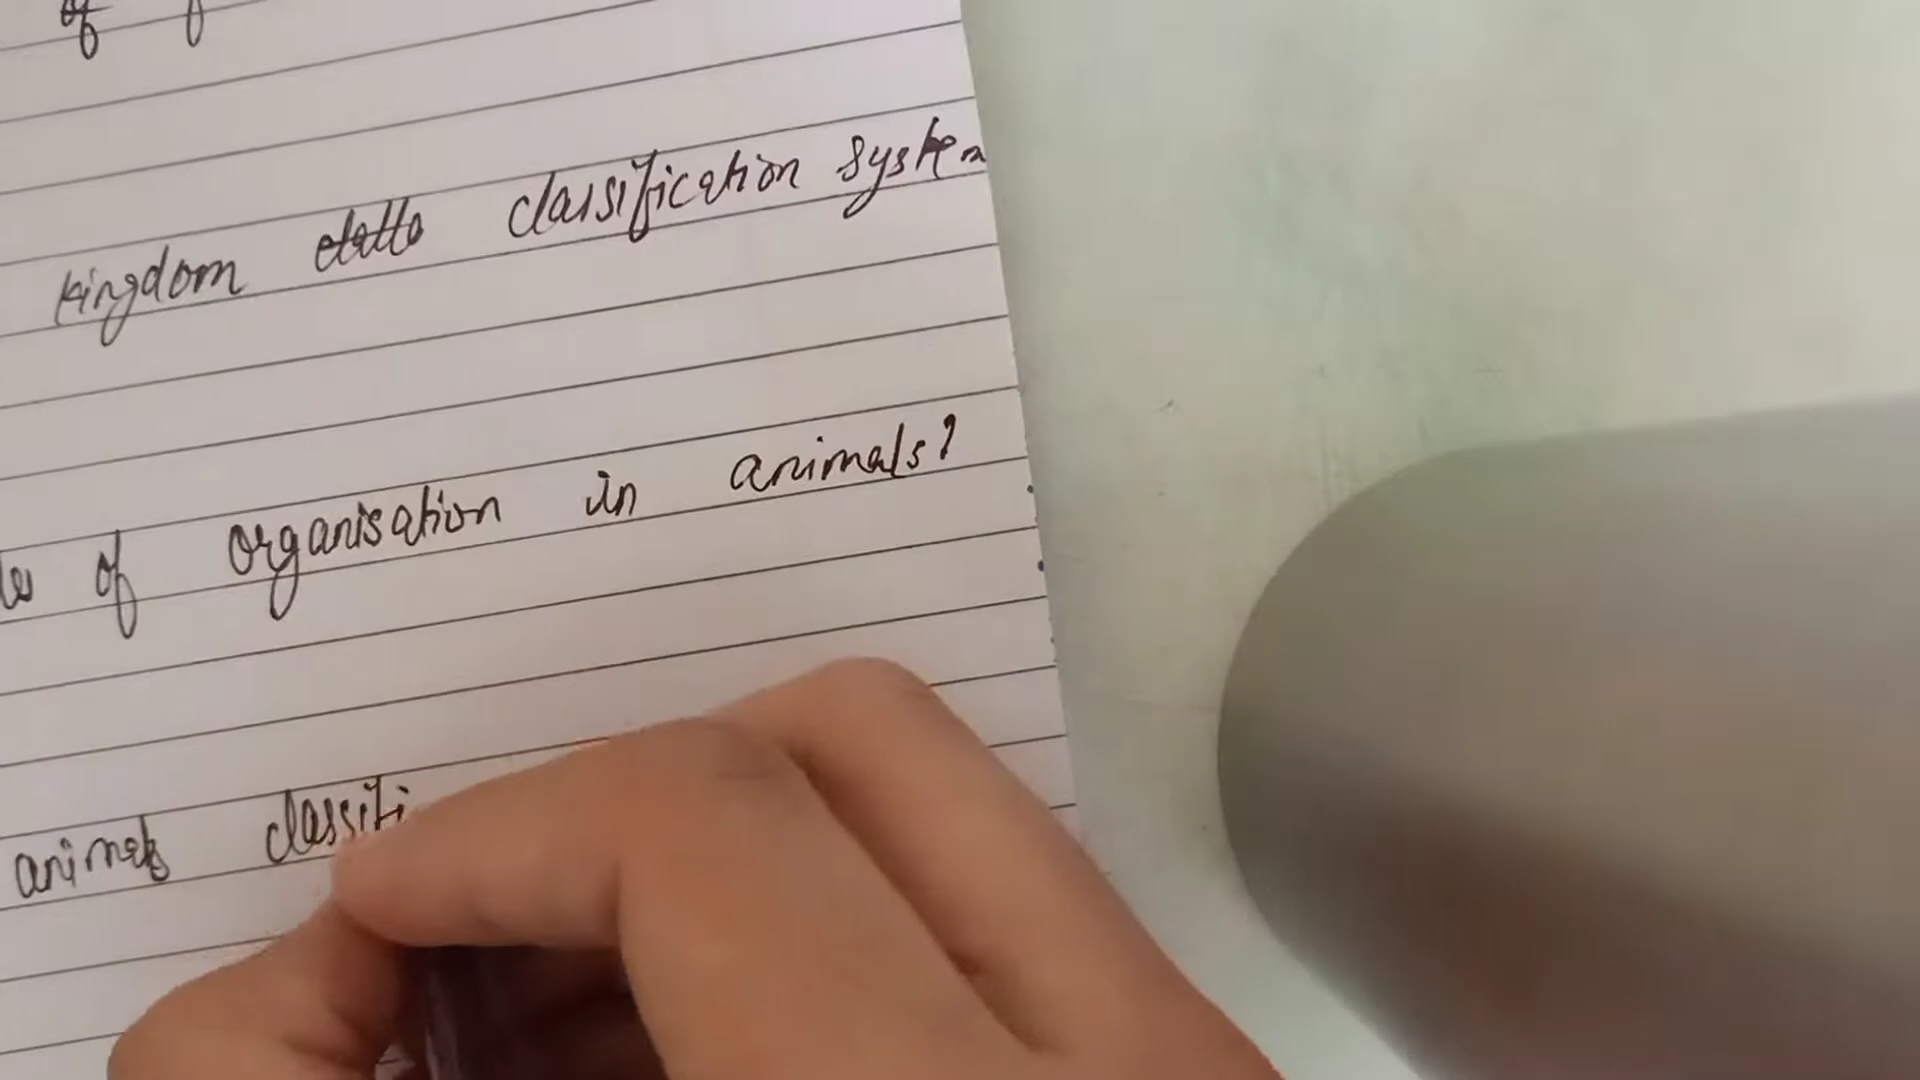 of
kingdom classification system
of organisation in animals?
animals classifi